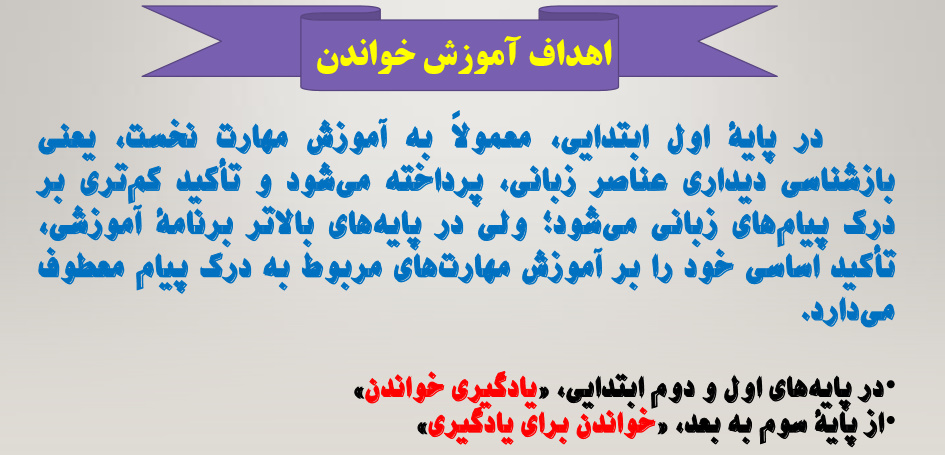 اهداف آموزش خواندن
در پایهٔ اول ابتدایی، معمولاً به آموزش مهارت نخست، یعنی
بازشناسی دیداری عناصر زبانی، پرداخته می‌شود و تأکید کم‌تری بر
درک پیام‌های زبانی می‌شود؛ ولی در پایه‌های بالاتر برنامهٔ آموزشی،
تأکید اساسی خود را بر آموزش مهارت‌های مربوط به درک پیام معطوف
می‌دارد.
•در پایه‌های اول و دوم ابتدایی، «یادگیری خواندن»
•از پایهٔ سوم به بعد، «خواندن برای یادگیری»